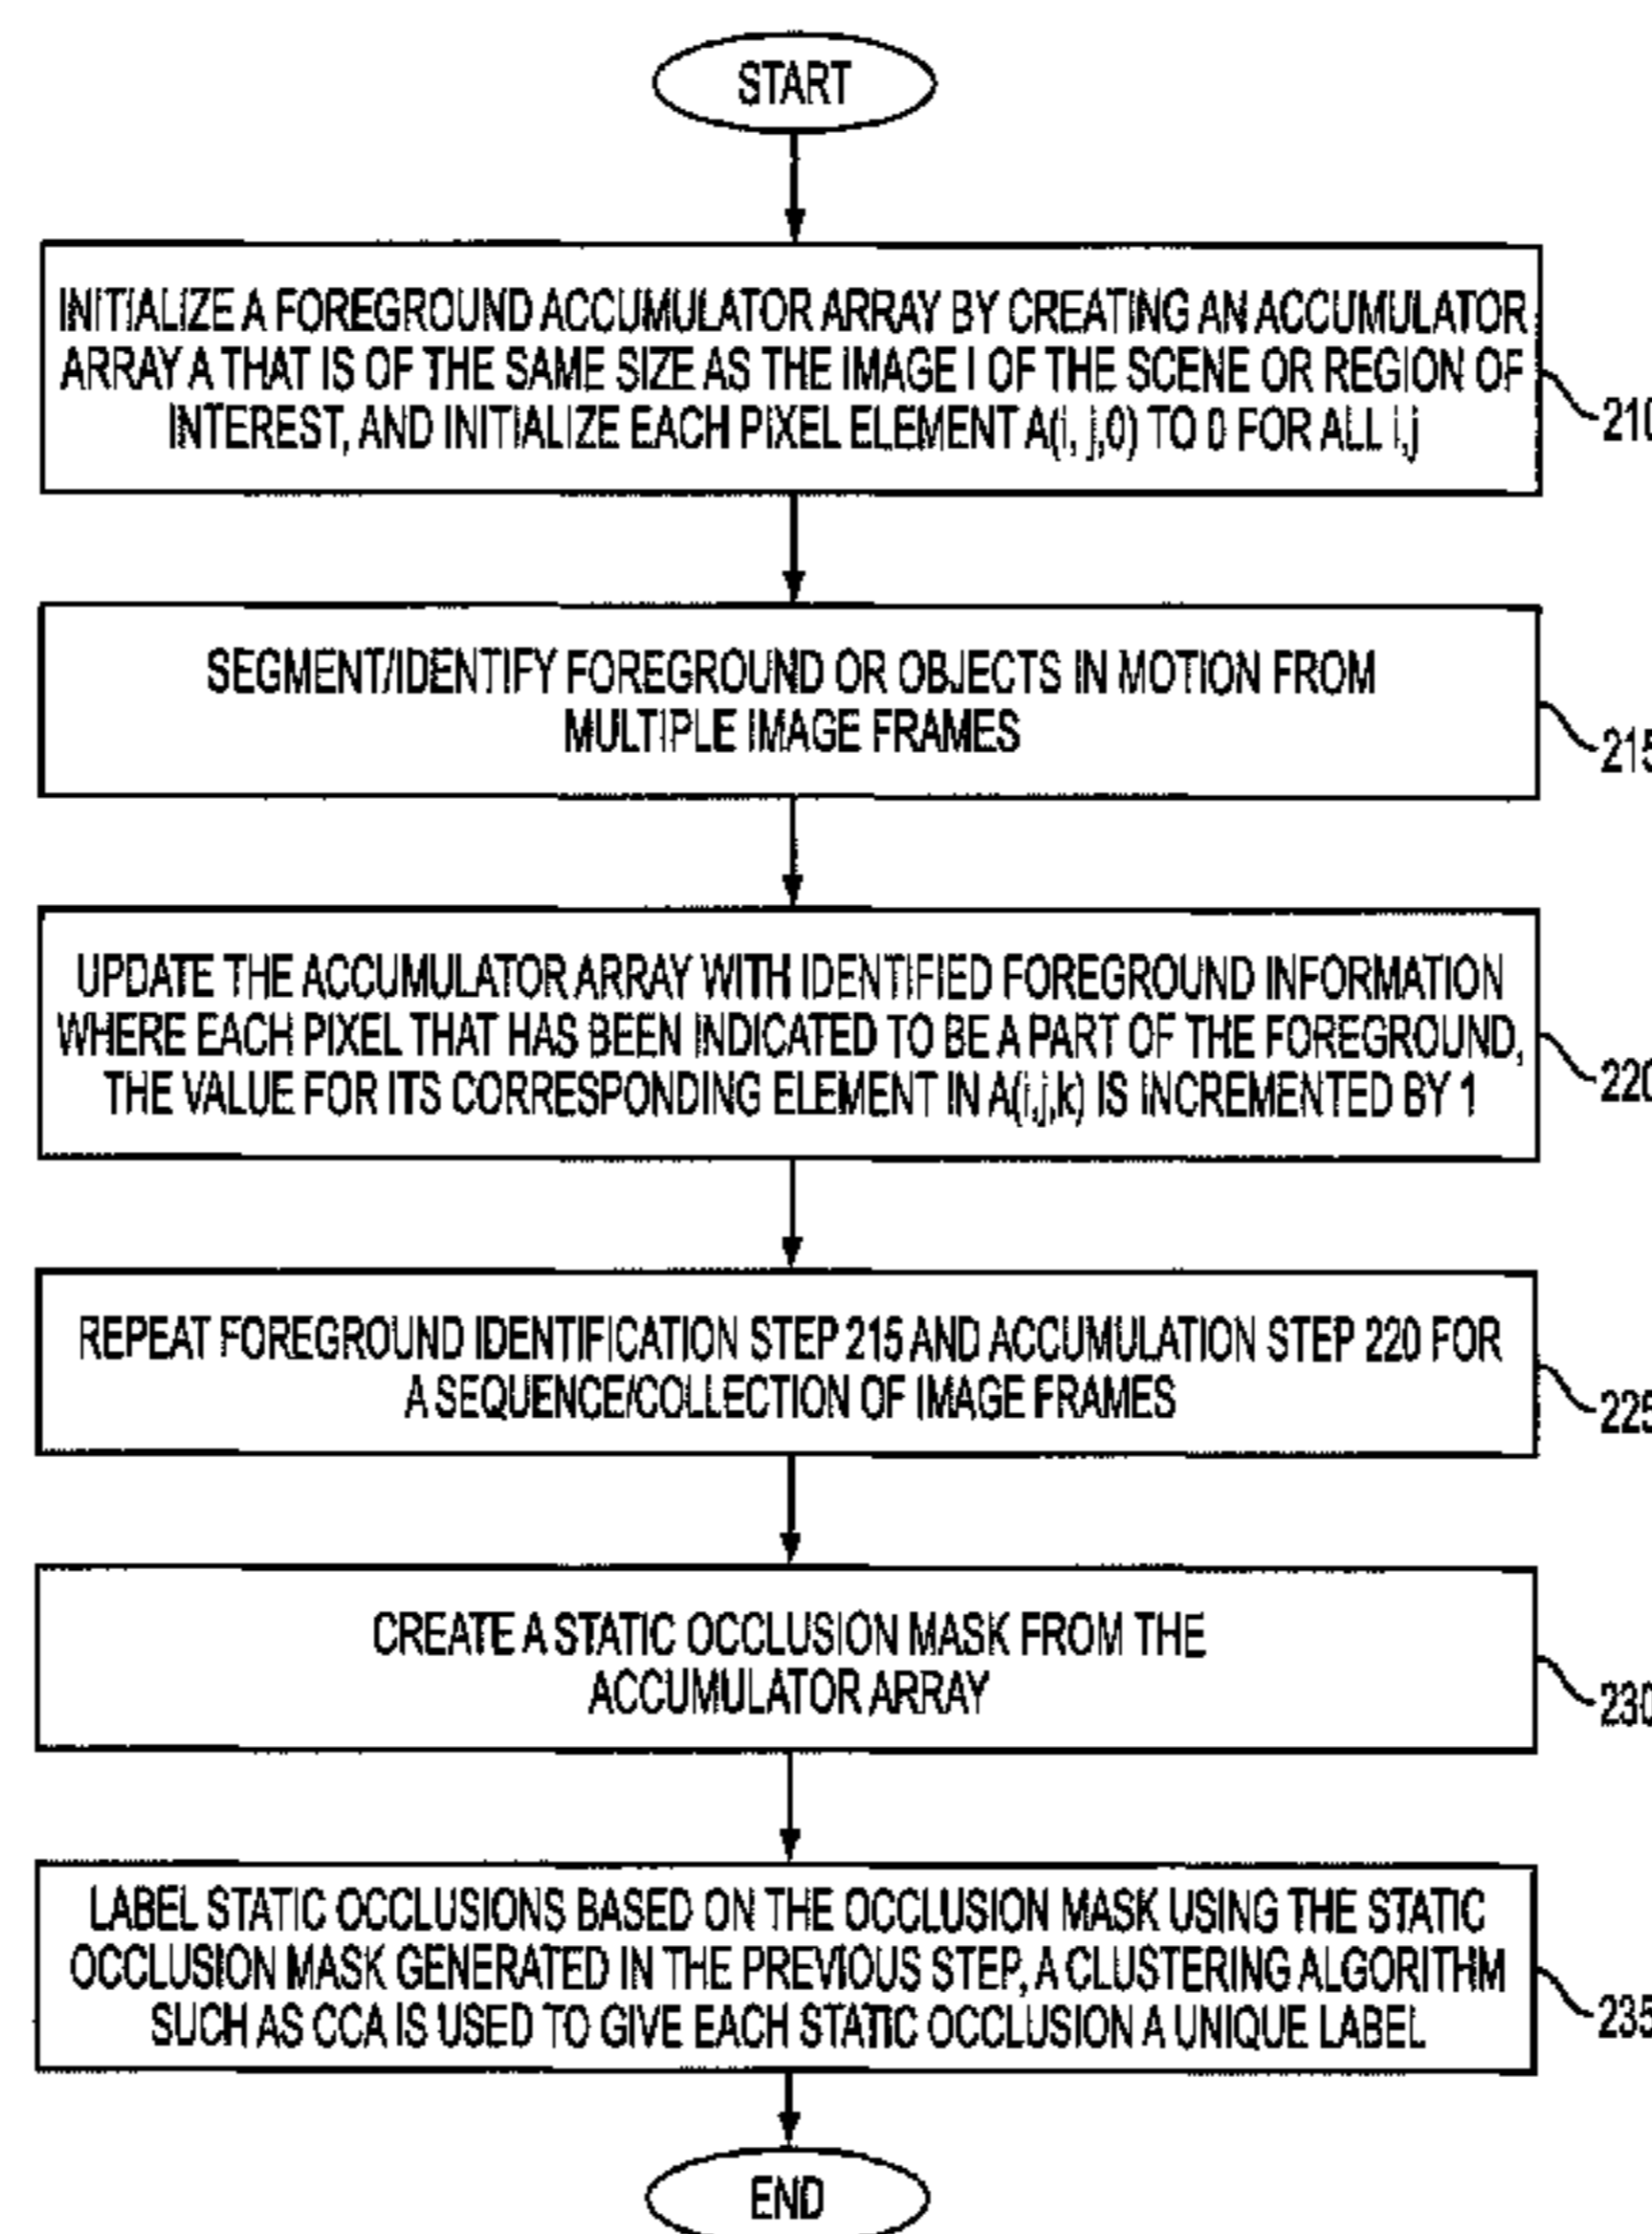 START
INITIALIZE A FOREGROUND ACCUMULATOR ARRAY BY CREATING AN ACCUMULATOR
ARRAY A THAT IS OF THE SAME SIZE AS THE IMAGE I OF THE SCENE OR REGION OF
INTEREST, AND INITIALIZE EACH PIXEL ELEMENT A(i, j,0) TO 0 FOR ALL i,j
210
SEGMENT/IDENTIFY FOREGROUND OR OBJECTS IN MOTION FROM
MULTIPLE IMAGE FRAMES
215
UPDATE THE ACCUMULATOR ARRAY WITH IDENTIFIED FOREGROUND INFORMATION
WHERE EACH PIXEL THAT HAS BEEN INDICATED TO BE A PART OF THE FOREGROUND,
THE VALUE FOR ITS CORRESPONDING ELEMENT IN A(i,j,k) IS INCREMENTED BY 1
220
REPEAT FOREGROUND IDENTIFICATION STEP 215 AND ACCUMULATION STEP 220 FOR
A SEQUENCE/COLLECTION OF IMAGE FRAMES
225
CREATE A STATIC OCCLUSION MASK FROM THE
ACCUMULATOR ARRAY
230
LABEL STATIC OCCLUSIONS BASED ON THE OCCLUSION MASK USING THE STATIC
OCCLUSION MASK GENERATED IN THE PREVIOUS STEP, A CLUSTERING ALGORITHM
SUCH AS CCA IS USED TO GIVE EACH STATIC OCCLUSION A UNIQUE LABEL
235
END